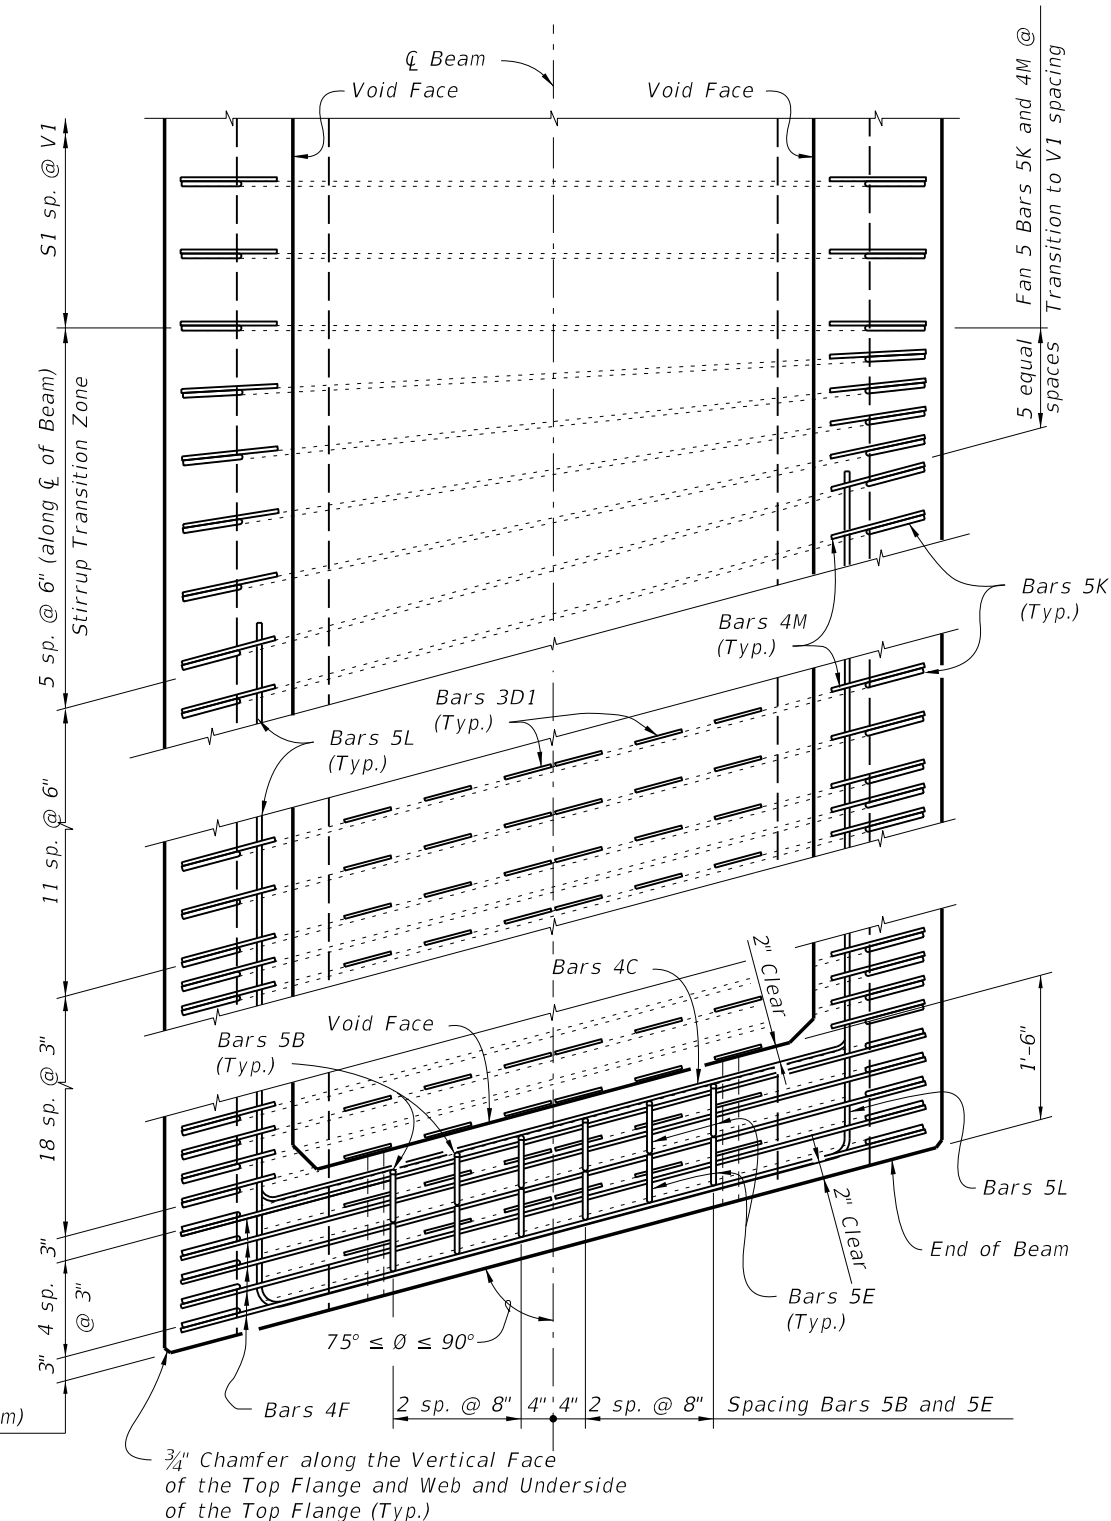 ℄ Beam
Void Face
Void Face
S1 sp. @ V1
Fan 5 Bars 5K and 4M @
Transition to V1 spacing
5 equal
spaces
5 sp. @ 6" (along ℄ of Beam)
Stirrup Transition Zone
Bars 5K
(Typ.)
Bars 4M
(Typ.)
Bars 3D1
(Typ.)
Bars 5L
(Typ.)
11 sp. @ 6"
2" Clear
Bars 4C
Void Face
Bars 5B
(Typ.)
1'-6"
18 sp. @ 3"
Bars 5L
2" Clear
End of Beam
3"
4 sp.
@ 3"
Bars 5E
(Typ.)
75° ≤ Ø ≤ 90°
3"
Bars 4F
2 sp. @ 8"
4"
4"
2 sp. @ 8"
Spacing Bars 5B and 5E
m)
¾" Chamfer along the Vertical Face
of the Top Flange and Web and Underside
of the Top Flange (Typ.)